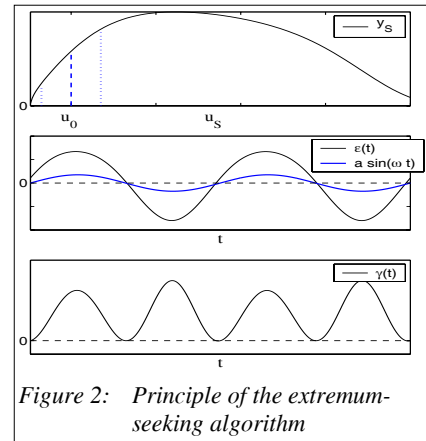 y_S
0
u_0 u_S
ε(t)
a sin(ω t)
0
t
γ(t)
0
t
Figure 2: Principle of the extremum-
seeking algorithm